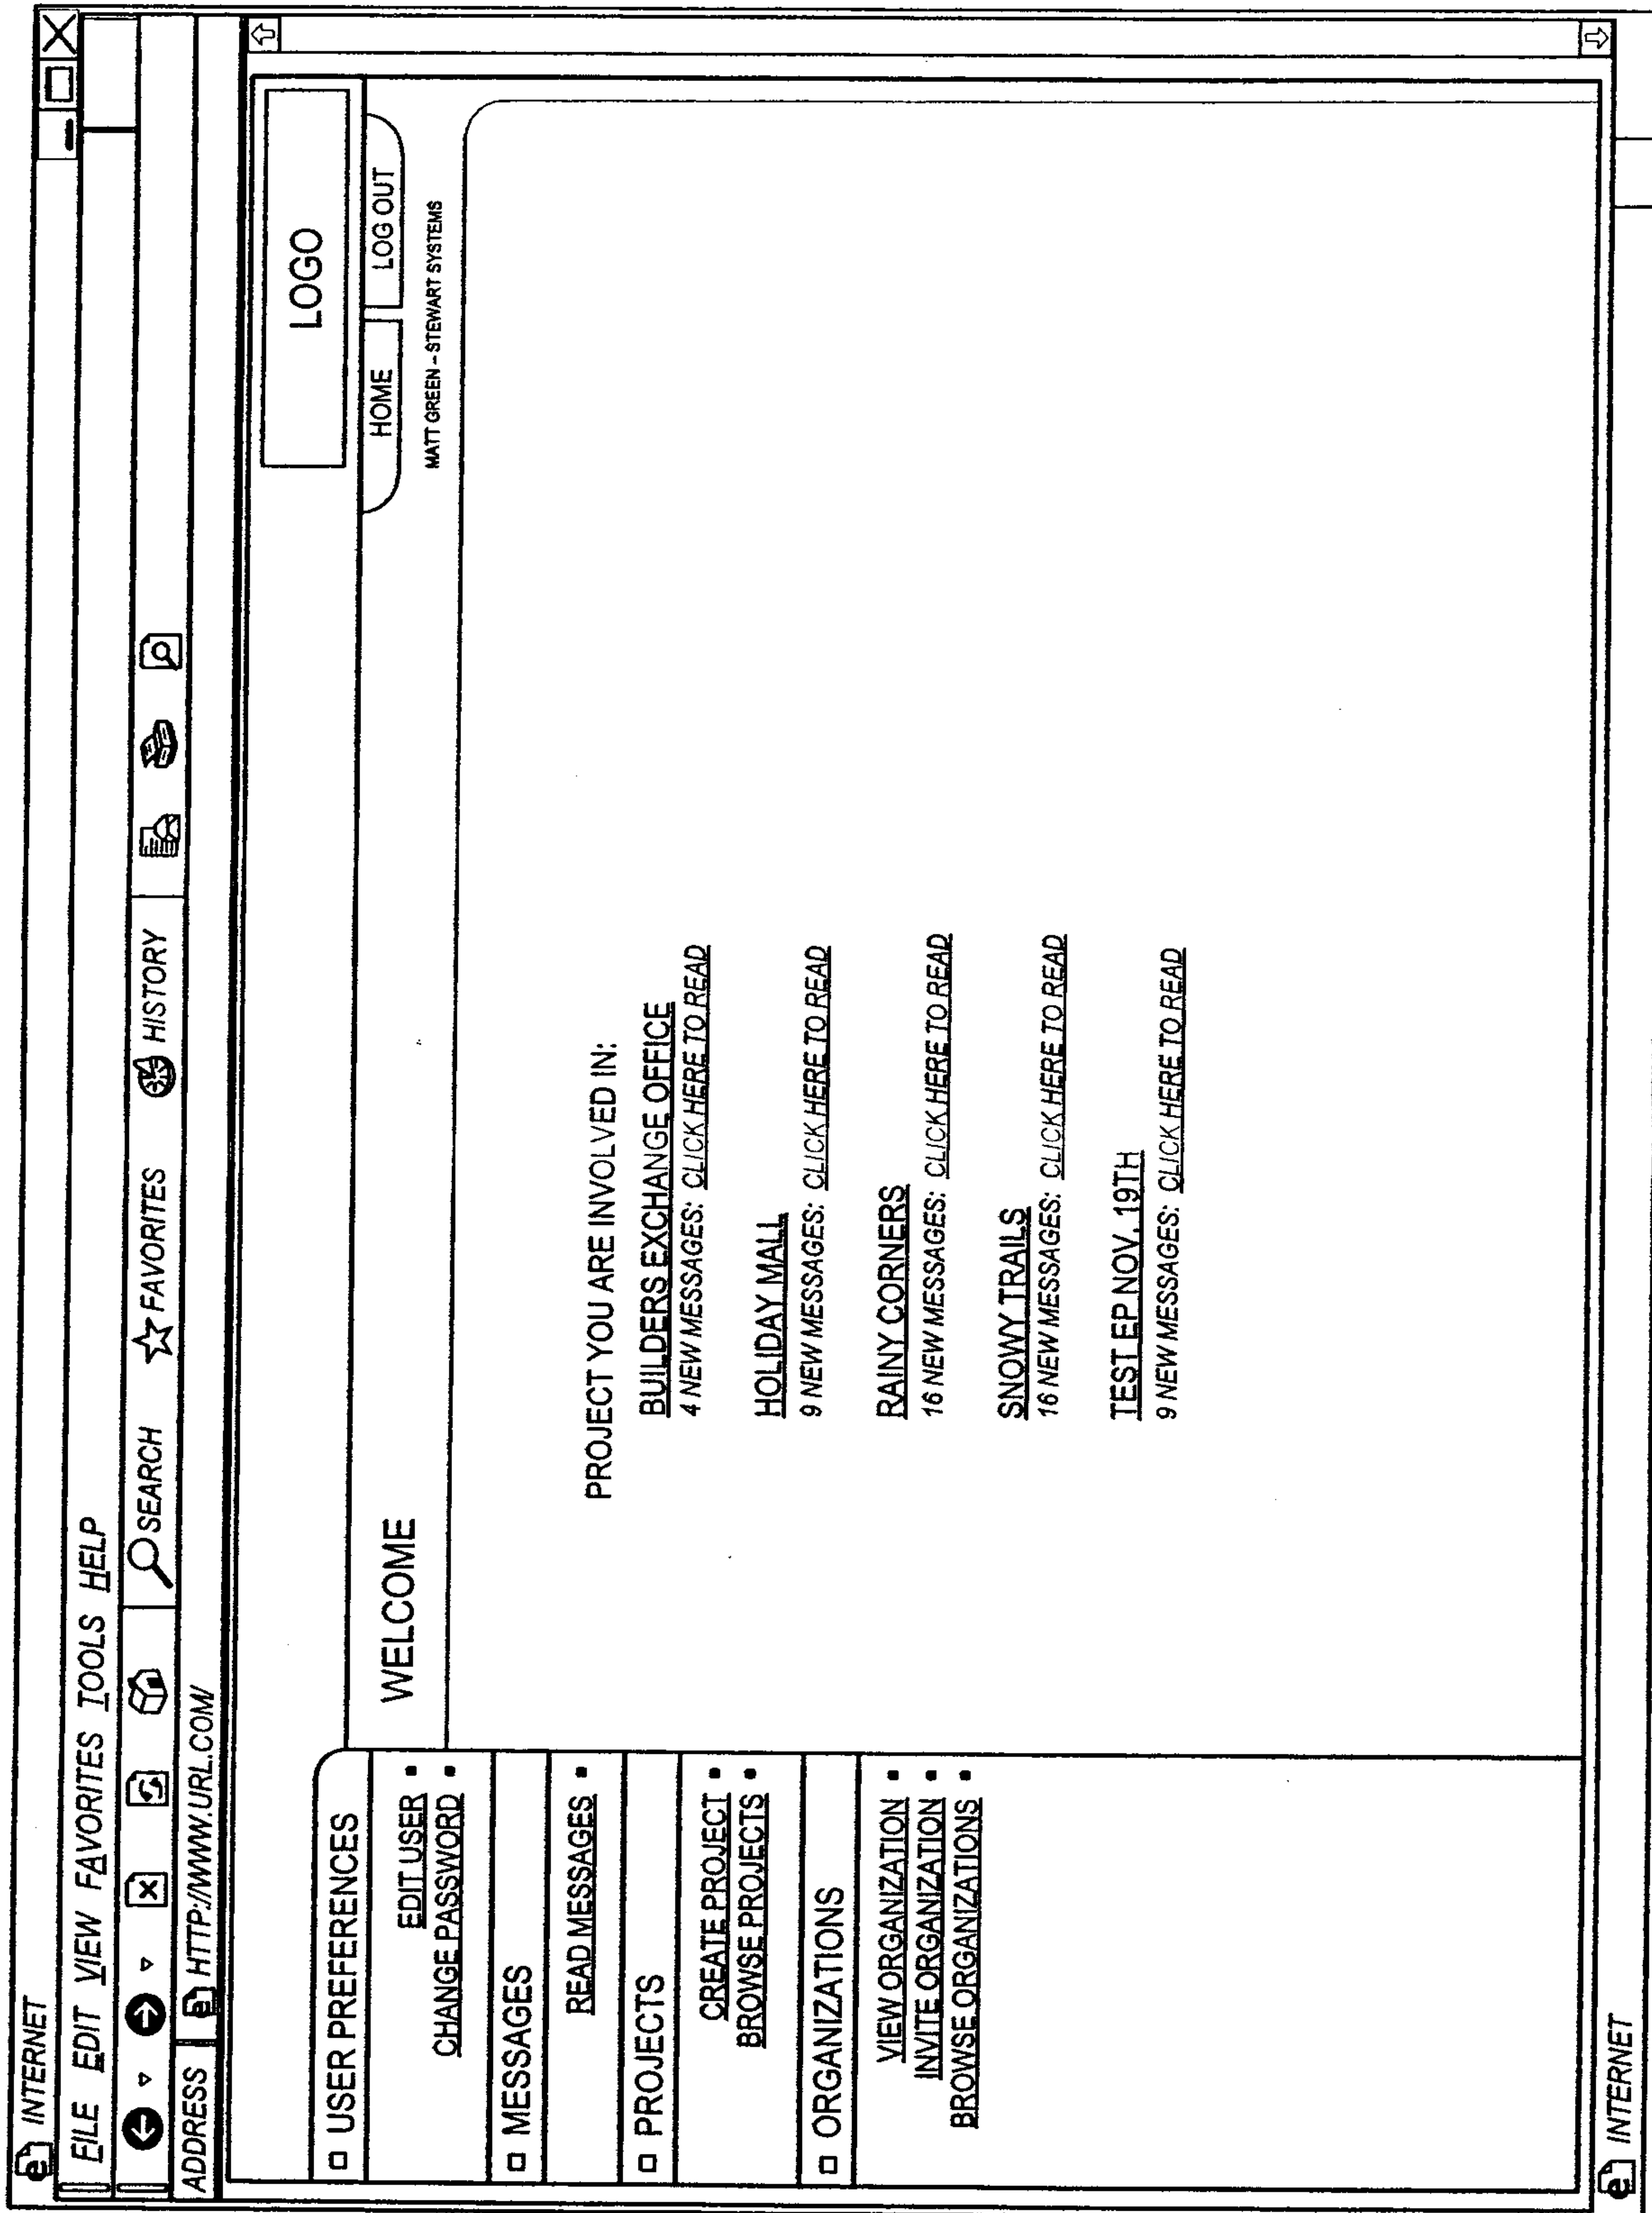 INTERNET
FILE EDIT VIEW FAVORITES TOOLS HELP
SEARCH FAVORITES HISTORY
ADDRESS HTTP://WWW.URL.COM/
LOGO
HOME LOG OUT
WELCOME
MATT GREEN - STEWART SYSTEMS
USER PREFERENCES
EDIT USER
CHANGE PASSWORD
MESSAGES
READ MESSAGES
PROJECTS
CREATE PROJECT
BROWSE PROJECTS
ORGANIZATIONS
VIEW ORGANIZATION
INVITE ORGANIZATION
BROWSE ORGANIZATIONS
PROJECT YOU ARE INVOLVED IN:
BUILDERS EXCHANGE OFFICE
4 NEW MESSAGES: CLICK HERE TO READ
HOLIDAY MALL
9 NEW MESSAGES: CLICK HERE TO READ
RAINY CORNERS
16 NEW MESSAGES: CLICK HERE TO READ
SNOWY TRAILS
16 NEW MESSAGES: CLICK HERE TO READ
TEST EP NOV. 19TH
9 NEW MESSAGES: CLICK HERE TO READ
INTERNET